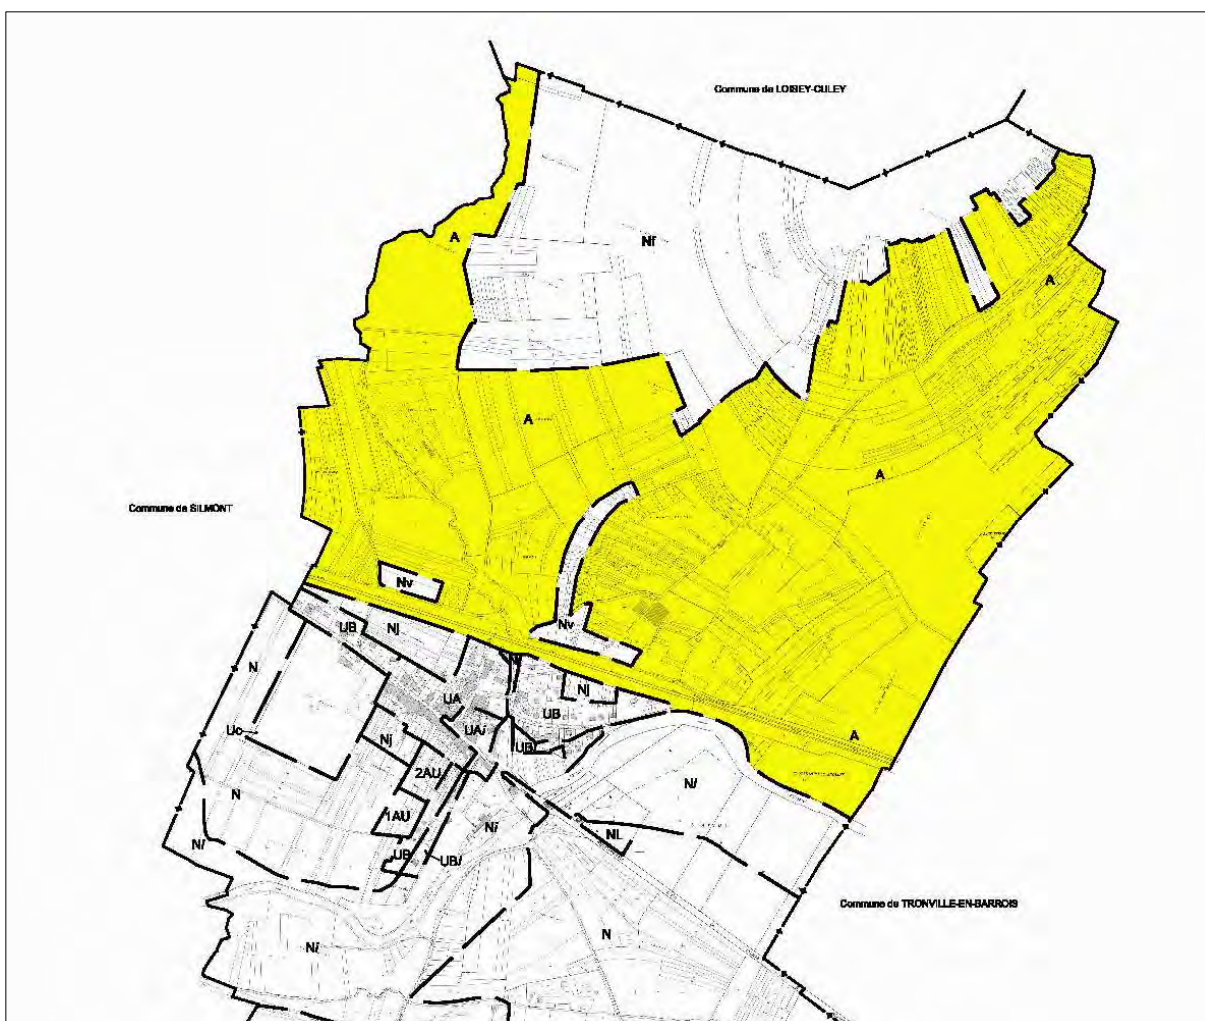 Commune de LOISEY-CULEY
A
Nf
A
A
A
Commune de SILMONT
Nv
Nv
UB
Nj
N
UA
Nj
UB
Uc
UAi
UB
A
Nj
2AU
Ni
N
1AU
Ni
NL
Ni
UB
UBi
Commune de TRONVILLE-EN-BARROIS
N
Ni